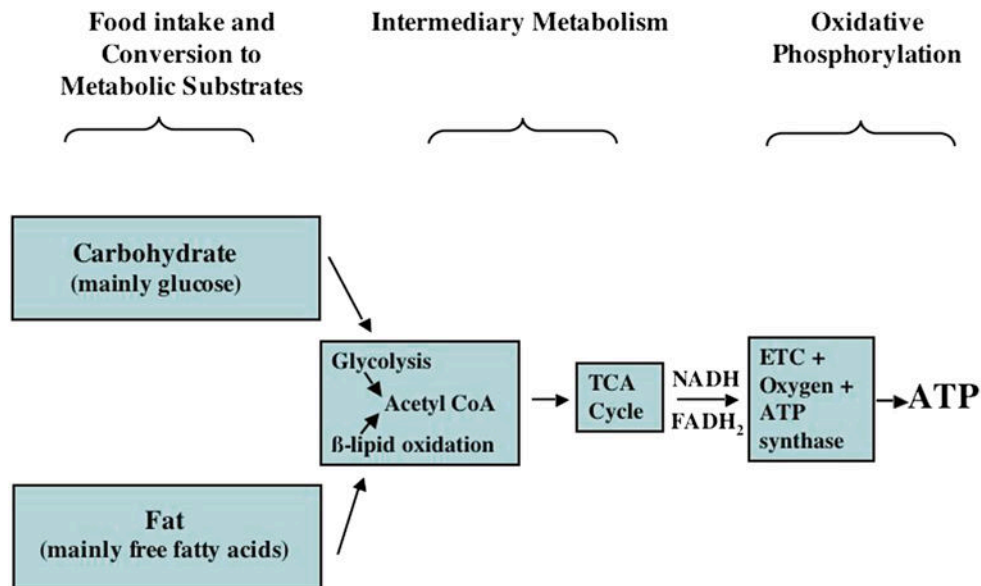 Food intake and
Conversion to
Metabolic Substrates
Intermediary Metabolism
Oxidative
Phosphorylation
Carbohydrate
(mainly glucose)
Glycolysis
Acetyl CoA
ß-lipid oxidation
TCA
Cycle
NADH
FADH₂
ETC +
Oxygen +
ATP
synthase
ATP
Fat
(mainly free fatty acids)